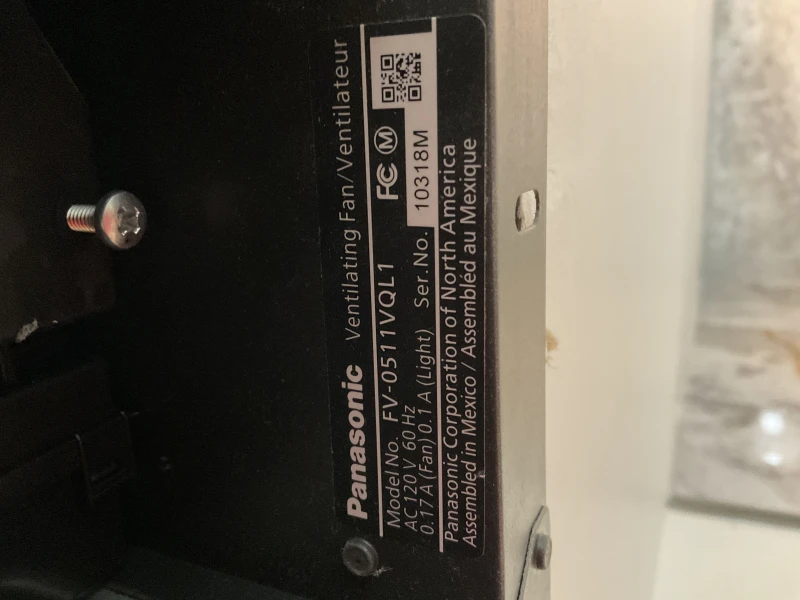 Panasonic Ventilating Fan/Ventilateur
Model No. FV-0511VQL1 FC M
AC 120 V 60 Hz
0.17 A (Fan) 0.1 A (Light) Ser.No. 10318M
Panasonic Corporation of North America
Assembled in Mexico / Assembléd au Mexique